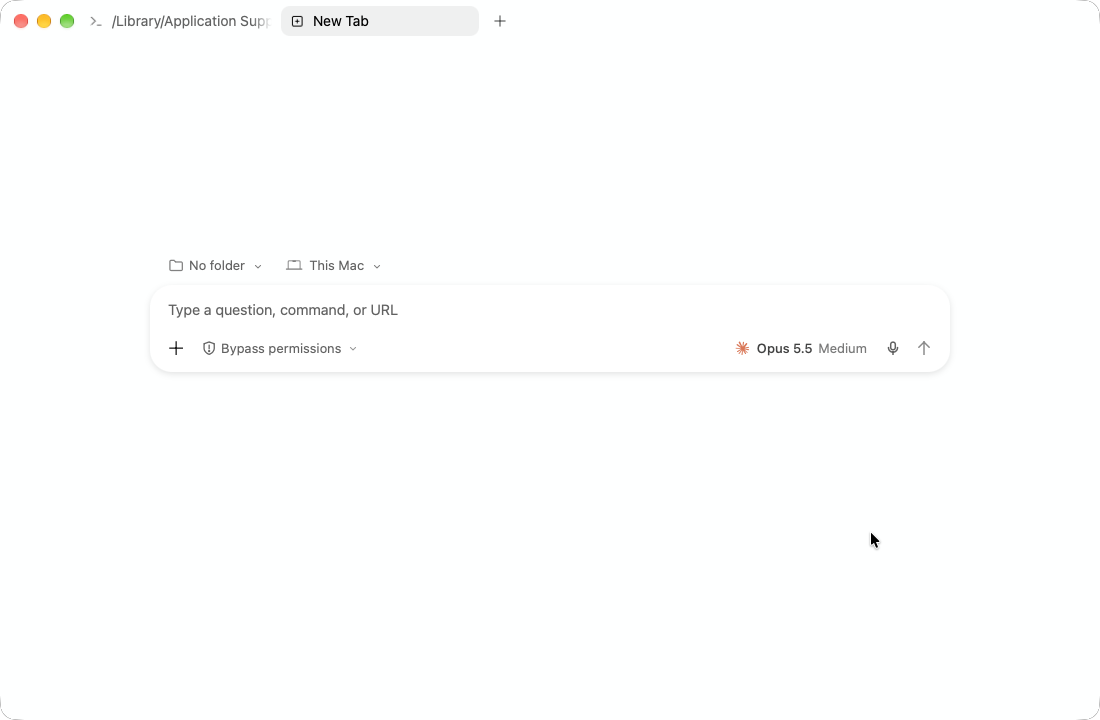 /Library/Application Supp
New Tab
No folder
This Mac
Type a question, command, or URL
Bypass permissions
Opus 5.5 Medium